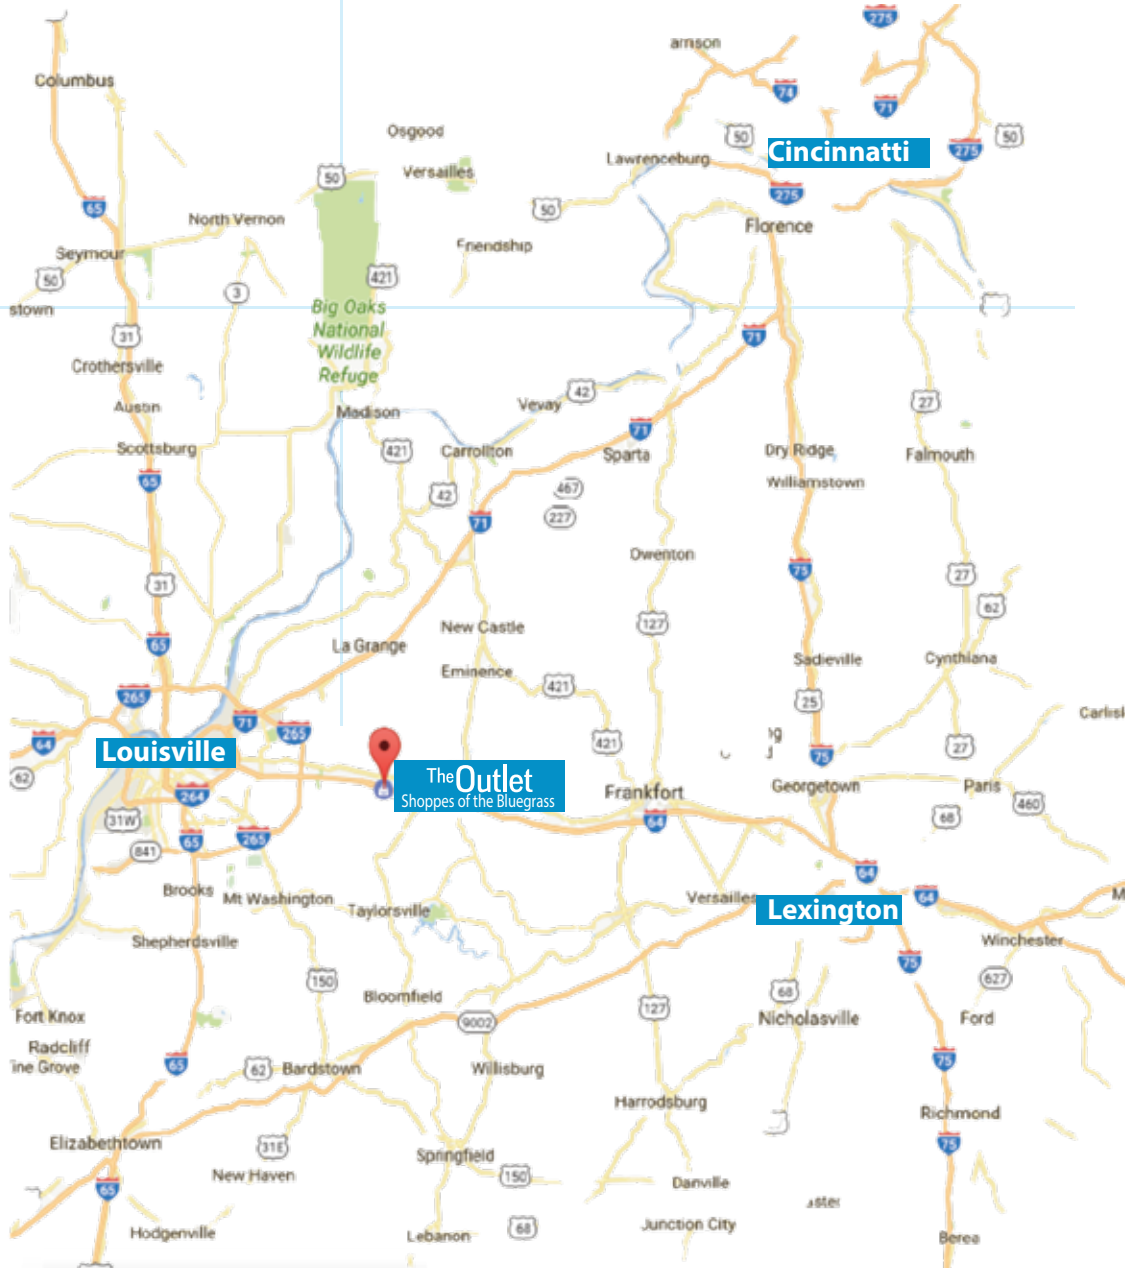 275
arnson
74
71
Columbus
Osgood
50
Cincinnatti
275
50
Lawrenceburg
Versailles
50
275
65
50
North Vernon
Florence
Seymour
Friendship
421
50
3
stown
Big Oaks
National
Wildlife
Refuge
31
71
Crothersville
42
Austin
Madison
Vevay
27
71
Scottsburg
421
Carrollton
Sparta
Dry Ridge
Falmouth
65
42
467
Williamstown
71
227
Owenton
75
27
31
62
127
New Castle
65
La Grange
Eminence
Sadieville
Cynthiana
265
421
25
71
Carlisl
265
64
421
75
27
Louisville
62
The Outlet
Shoppes of the Bluegrass
Frankfort
Georgetown
Paris
264
460
31W
64
68
65
265
841
64
Brooks
Mt Washington
Versailles
64
M
Taylorsville
Lexington
Shepherdsville
Winchester
75
150
627
68
Bloomfield
127
9002
Fort Knox
Nicholasville
Ford
Radcliff
65
75
ine Grove
62
Bardstown
Willisburg
Harrodsburg
Richmond
Elizabethtown
31E
75
Springfield
New Haven
150
65
Danville
ster
Hodgenville
68
Junction City
Lebanon
Berea